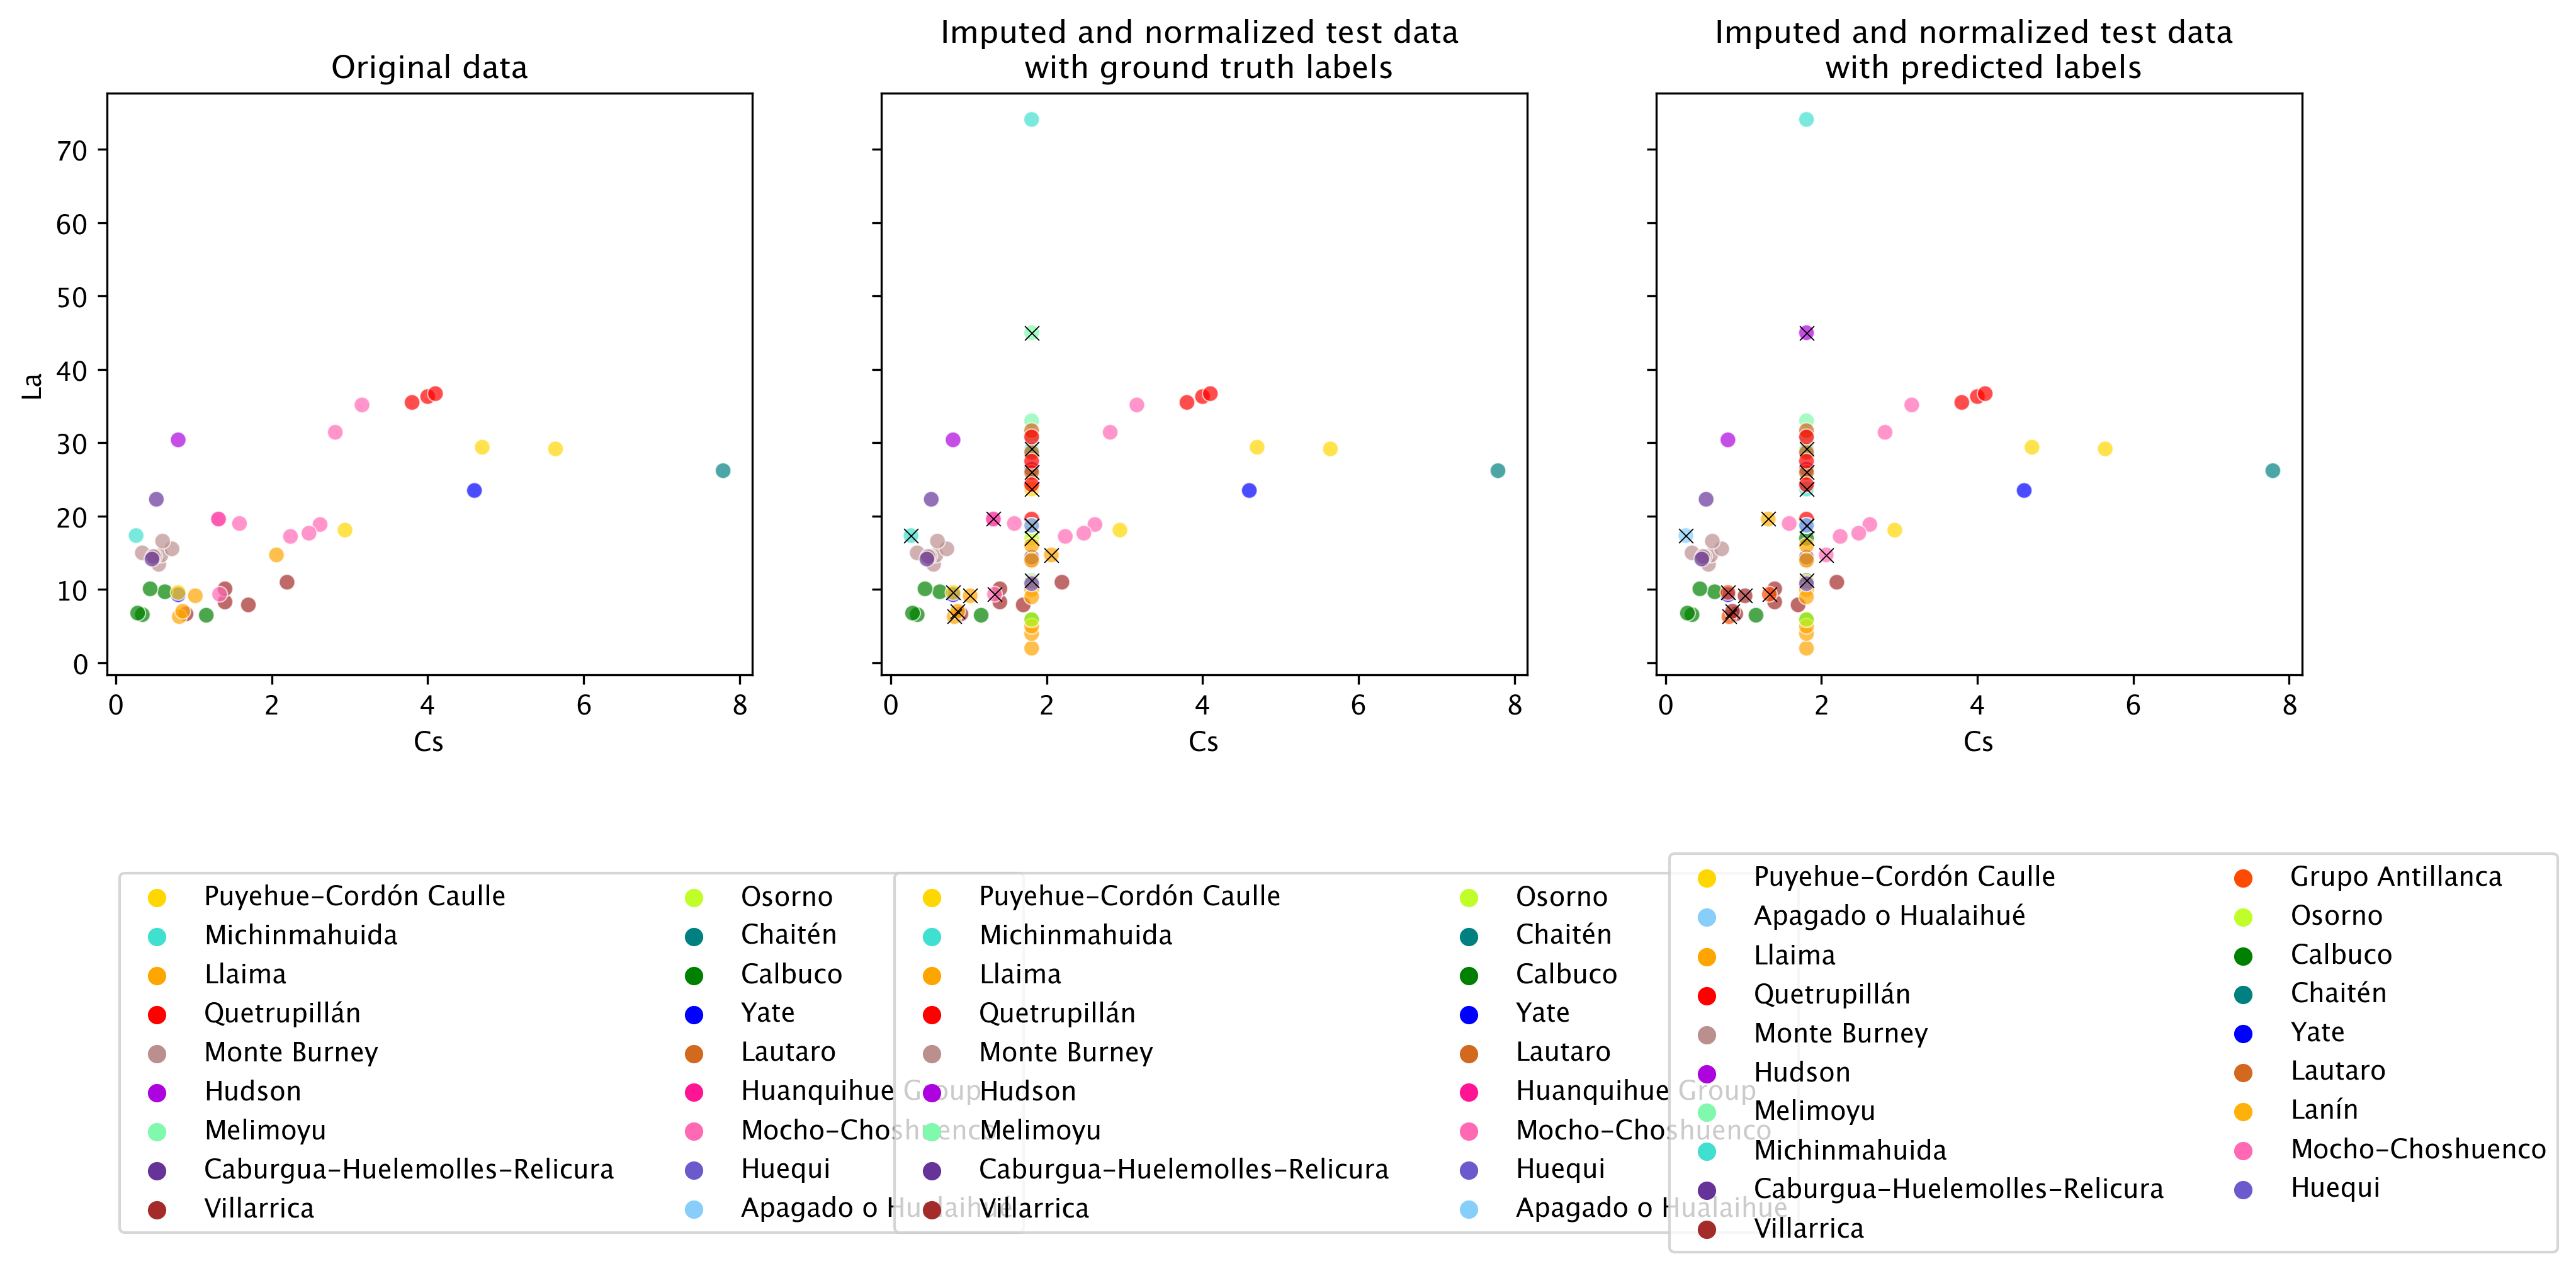 Original data
Imputed and normalized test data
with ground truth labels
Imputed and normalized test data
with predicted labels
La
70
60
50
40
30
20
10
0
0 2 4 6 8
Cs
0 2 4 6 8
Cs
0 2 4 6 8
Cs
Puyehue-Cordón Caulle
Michinmahuida
Llaima
Quetrupillán
Monte Burney
Hudson
Melimoyu
Caburgua-Huelemolles-Relicura
Villarrica
Osorno
Chaitén
Calbuco
Yate
Lautaro
Huanquihue Group
Mocho-Choshuenco
Huequi
Apagado o Hualaihué
Puyehue-Cordón Caulle
Michinmahuida
Llaima
Quetrupillán
Monte Burney
Hudson
Melimoyu
Caburgua-Huelemolles-Relicura
Villarrica
Osorno
Chaitén
Calbuco
Yate
Lautaro
Huanquihue Group
Mocho-Choshuenco
Huequi
Apagado o Hualaihué
Puyehue-Cordón Caulle
Apagado o Hualaihué
Llaima
Quetrupillán
Monte Burney
Hudson
Melimoyu
Michinmahuida
Caburgua-Huelemolles-Relicura
Villarrica
Grupo Antillanca
Osorno
Calbuco
Chaitén
Yate
Lautaro
Lanín
Mocho-Choshuenco
Huequi